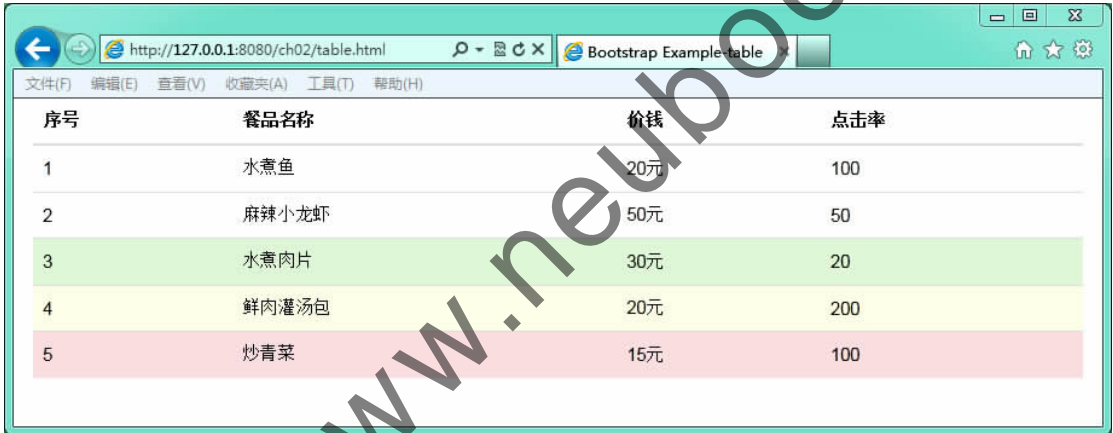 http://127.0.0.1:8080/ch02/table.html
Bootstrap Example-table
文件(F) 编辑(E) 查看(V) 收藏夹(A) 工具(T) 帮助(H)
序号 餐品名称 价钱 点击率
1 水煮鱼 20元 100
2 麻辣小龙虾 50元 50
3 水煮肉片 30元 20
4 鲜肉灌汤包 20元 200
5 炒青菜 15元 100
www.neubo